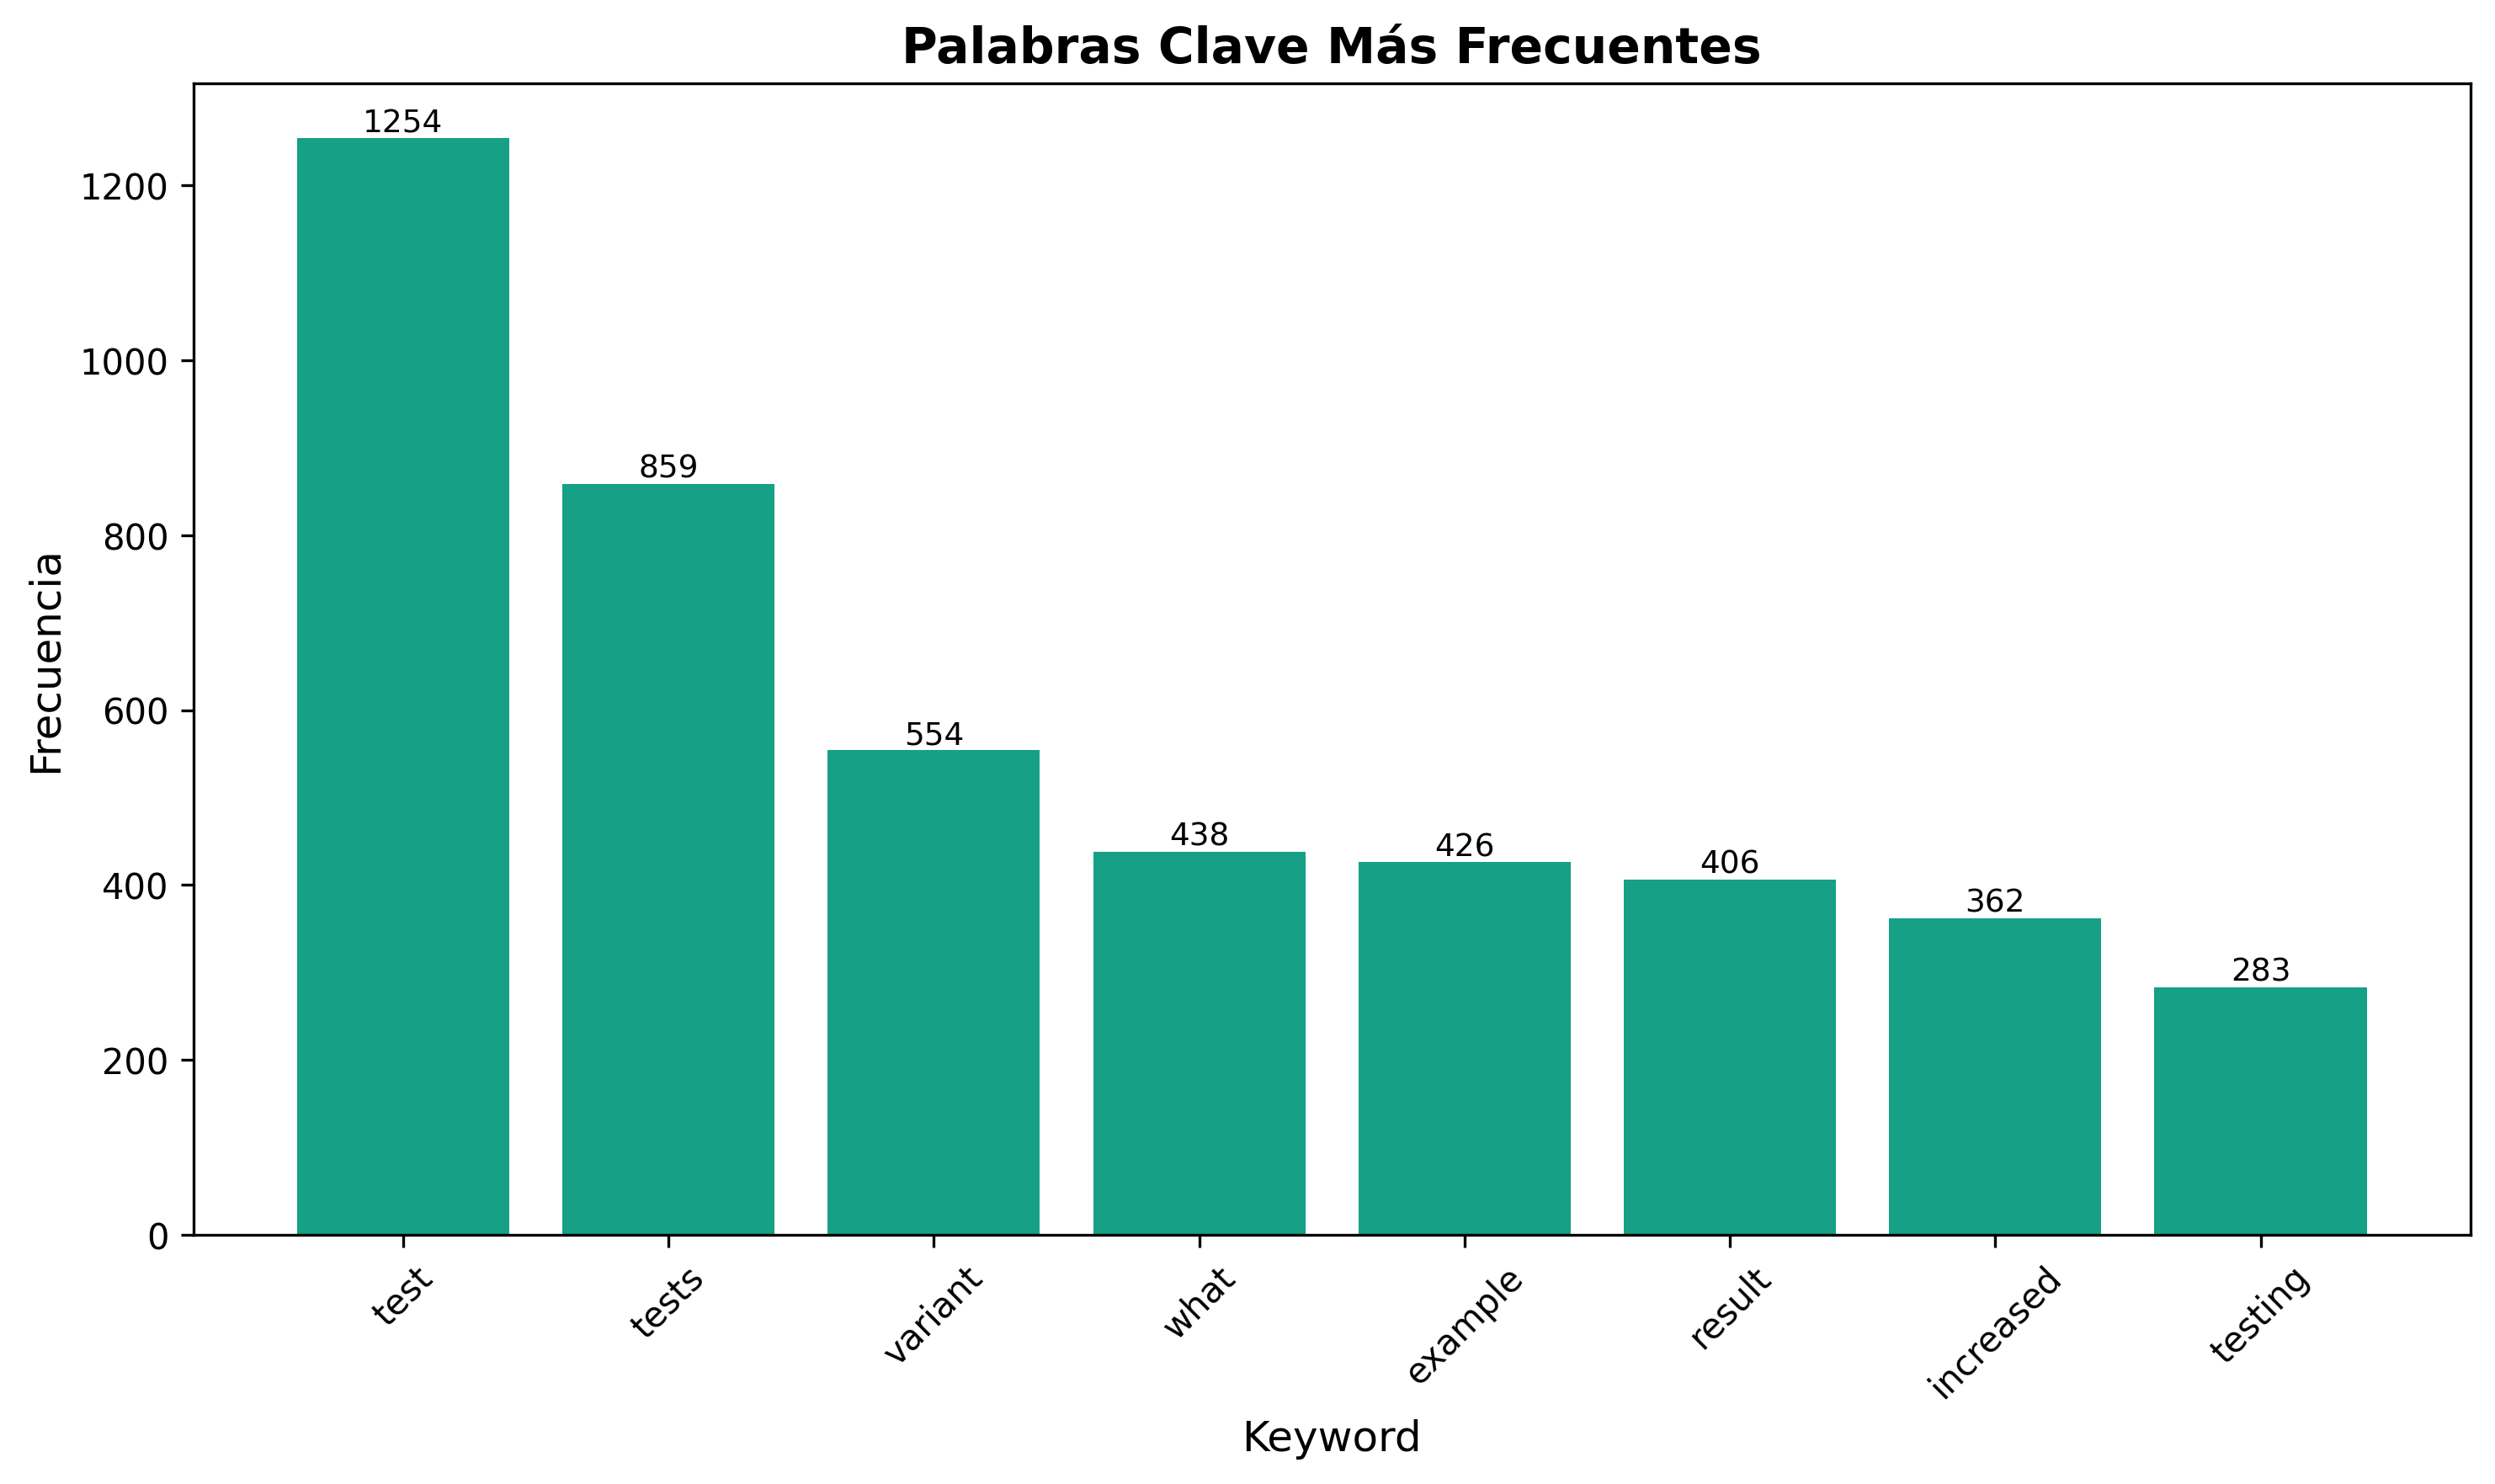 Palabras Clave Más Frecuentes
Frecuencia
1200
1000
800
600
400
200
0
1254
859
554
438
426
406
362
283
test
tests
variant
what
example
result
increased
testing
Keyword